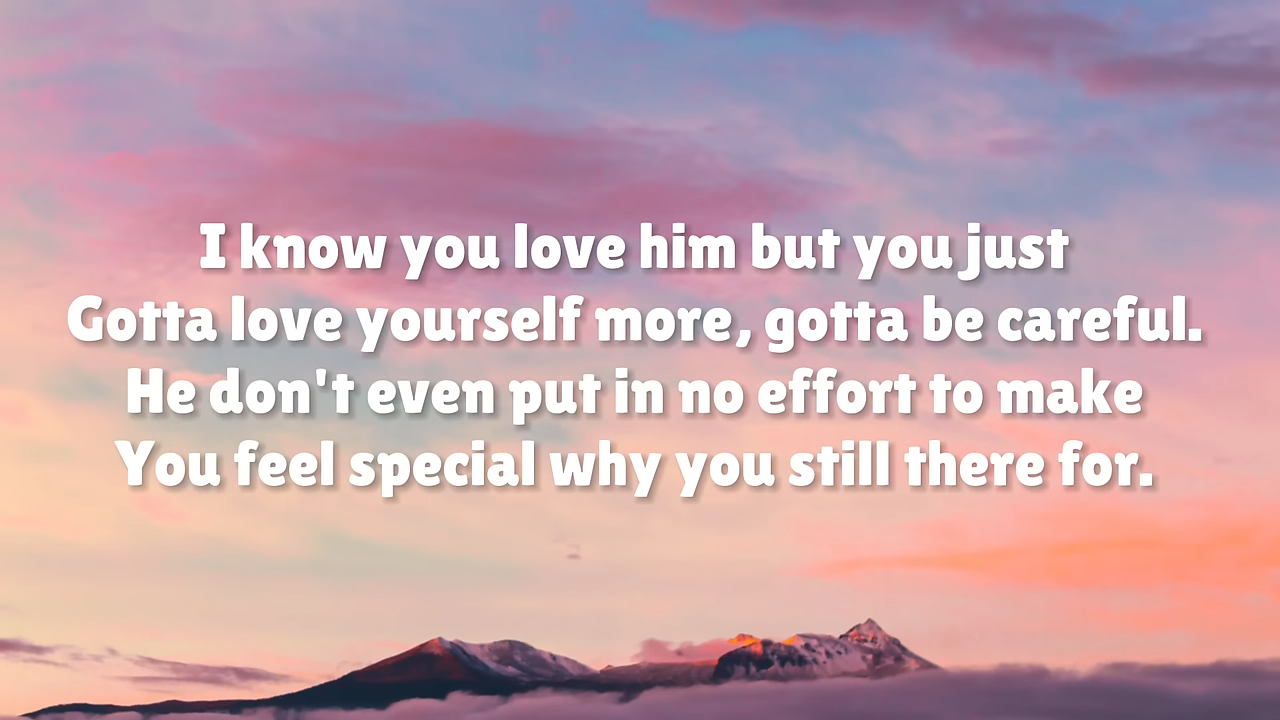 I know you love him but you just
Gotta love yourself more, gotta be careful.
He don't even put in no effort to make
You feel special why you still there for.